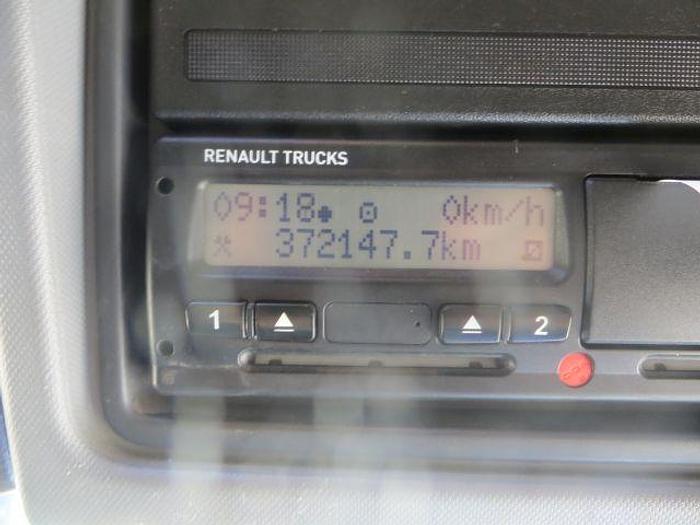 RENAULT TRUCKS
09:18 0km/h
372147.7km
1 2